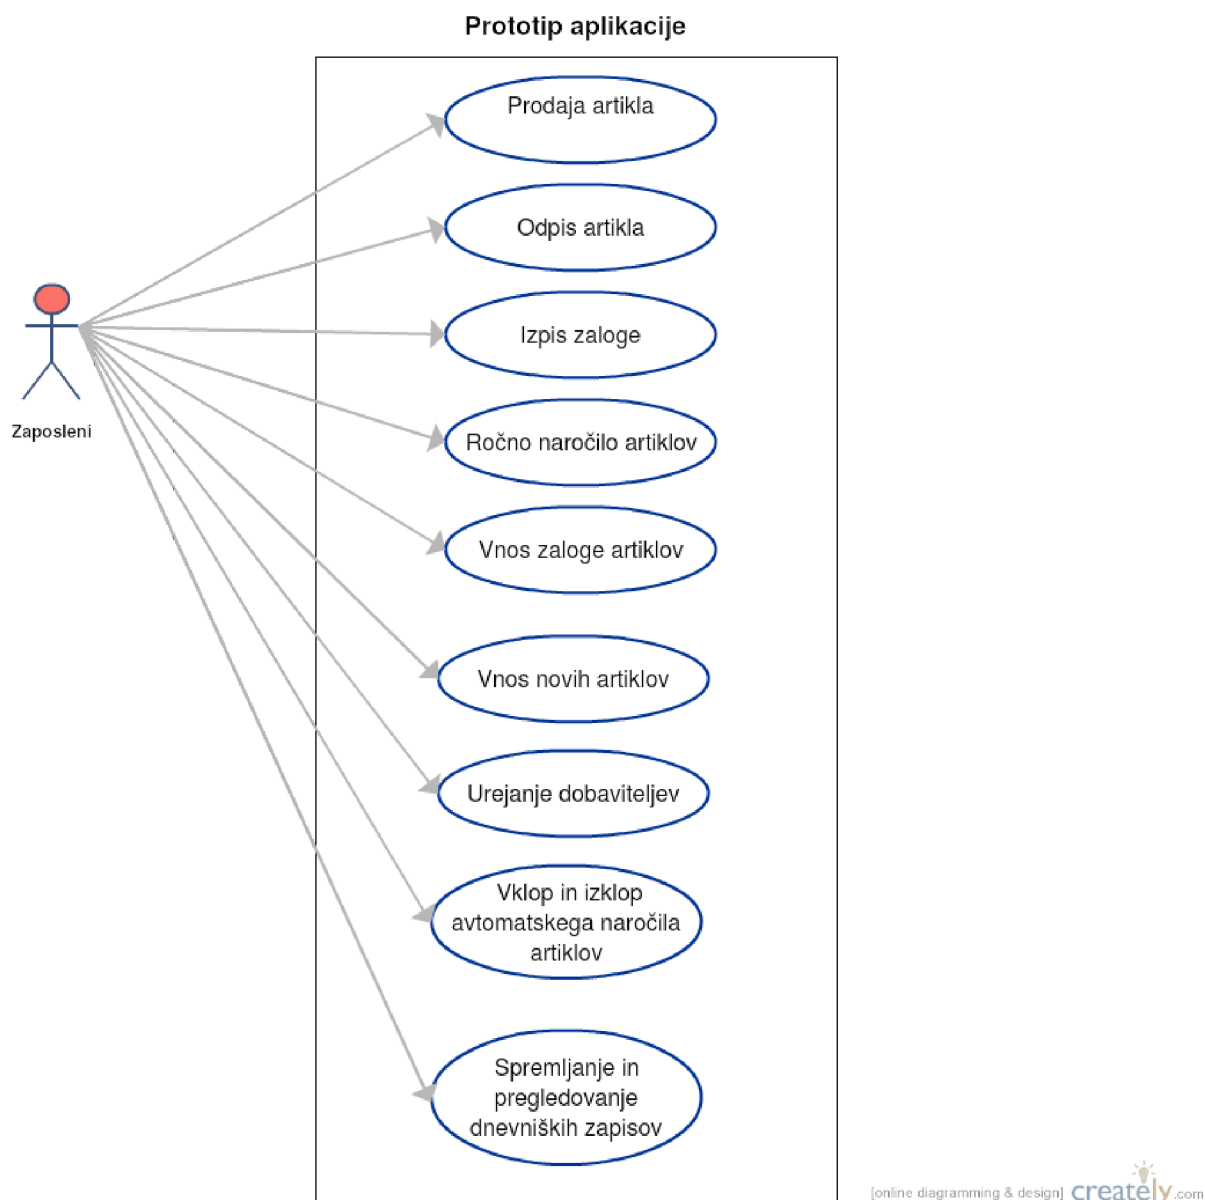 Prototip aplikacije
Prodaja artikla
Odpis artikla
Izpis zaloge
Zaposleni
Ročno naročilo artiklov
Vnos zaloge artiklov
Vnos novih artiklov
Urejanje dobaviteljev
Vklop in izklop
avtomatskega naročila
artiklov
Spremljanje in
pregledovanje
dnevniških zapisov
[online diagramming & design] creately.com